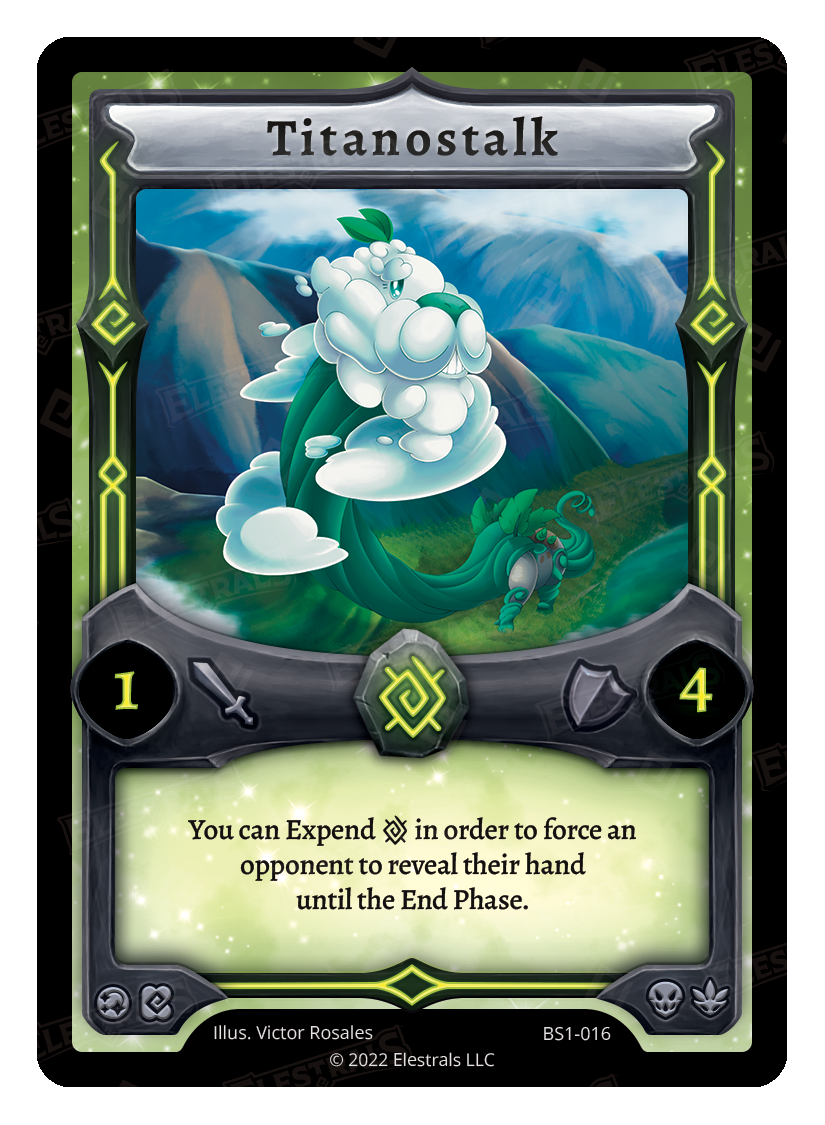 Titanostalk
1
4
You can Expend in order to force an
opponent to reveal their hand
until the End Phase.
Illus. Victor Rosales
BS1-016
© 2022 Elestrals LLC
ELESTRALS